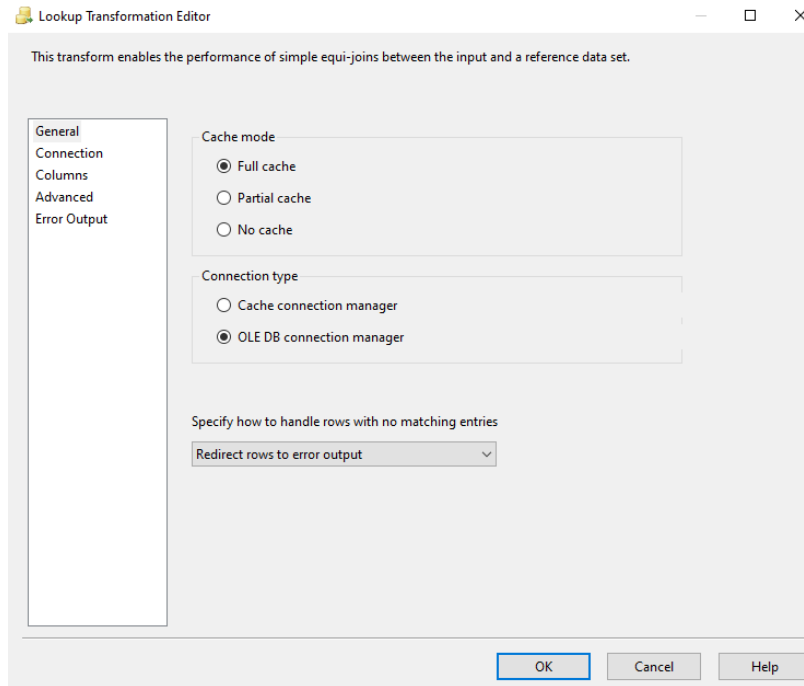 Lookup Transformation Editor
This transform enables the performance of simple equi-joins between the input and a reference data set.
General
Connection
Columns
Advanced
Error Output
Cache mode
Full cache
Partial cache
No cache
Connection type
Cache connection manager
OLE DB connection manager
Specify how to handle rows with no matching entries
Redirect rows to error output
OK
Cancel
Help